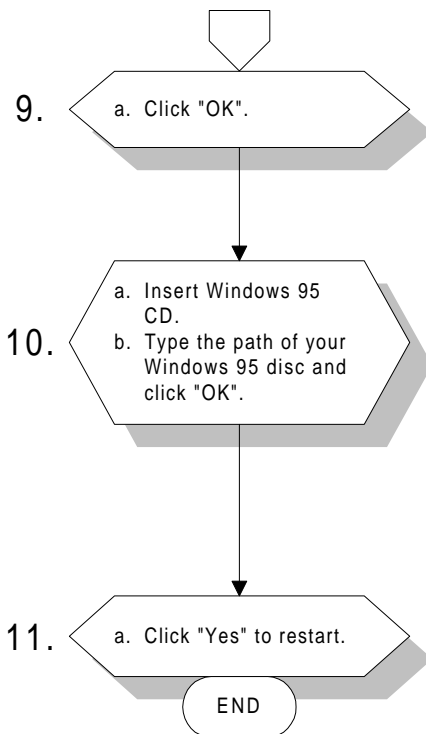 9.
a. Click "OK".
10.
a. Insert Windows 95
CD.
b. Type the path of your
Windows 95 disc and
click "OK".
11.
a. Click "Yes" to restart.
END